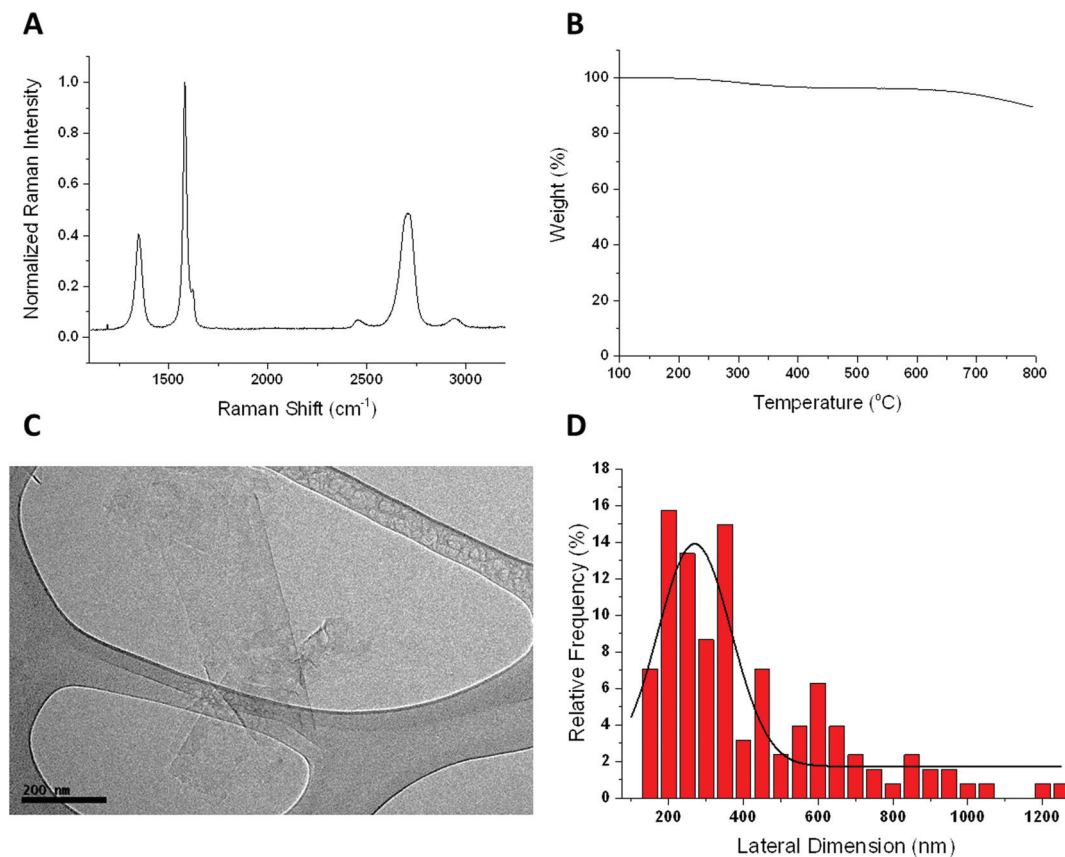 A
Normalized Raman Intensity
1.0
0.8
0.6
0.4
0.2
0.0
1500 2000 2500 3000
Raman Shift (cm-1)
B
Weight (%)
100
80
60
40
20
0
100 200 300 400 500 600 700 800
Temperature (ºC)
C
200 nm
D
Relative Frequency (%)
18
16
14
12
10
8
6
4
2
0
200 400 600 800 1000 1200
Lateral Dimension (nm)